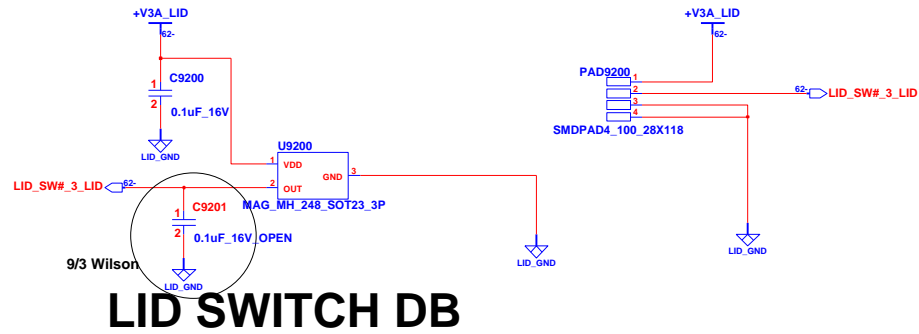 +V3A_LID
62-
1
C9200
2
0.1uF_16V
LID_GND
U9200
1
VDD
GND
3
LID_SW#_3_LID
62-
2
OUT
MAG_MH_248_SOT23_3P
1
C9201
2
0.1uF_16V_OPEN
9/3 Wilson
LID_GND
LID_GND
+V3A_LID
62-
PAD9200
1
2
62-
LID_SW#_3_LID
3
4
SMDPAD4_100_28X118
LID_GND
LID SWITCH DB